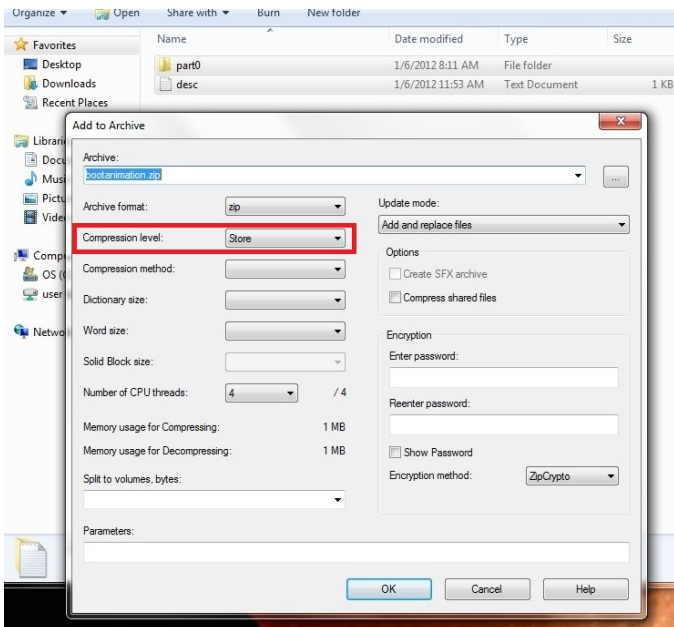 Organize Open Share with Burn New folder
Favorites
Desktop
Downloads
Recent Places
Name Date modified Type Size
part0 1/6/2012 8:11 AM File folder
desc 1/6/2012 11:53 AM Text Document 1 KB
Add to Archive
Archive:
bootanimation.zip
...
Archive format: zip
Compression level: Store
Compression method:
Dictionary size:
Word size:
Solid Block size:
Number of CPU threads: 4 / 4
Memory usage for Compressing: 1 MB
Memory usage for Decompressing: 1 MB
Split to volumes, bytes:
Update mode:
Add and replace files
Options
Create SFX archive
Compress shared files
Encryption
Enter password:
Reenter password:
Show Password
Encryption method: ZipCrypto
Parameters:
OK Cancel Help
OS
user